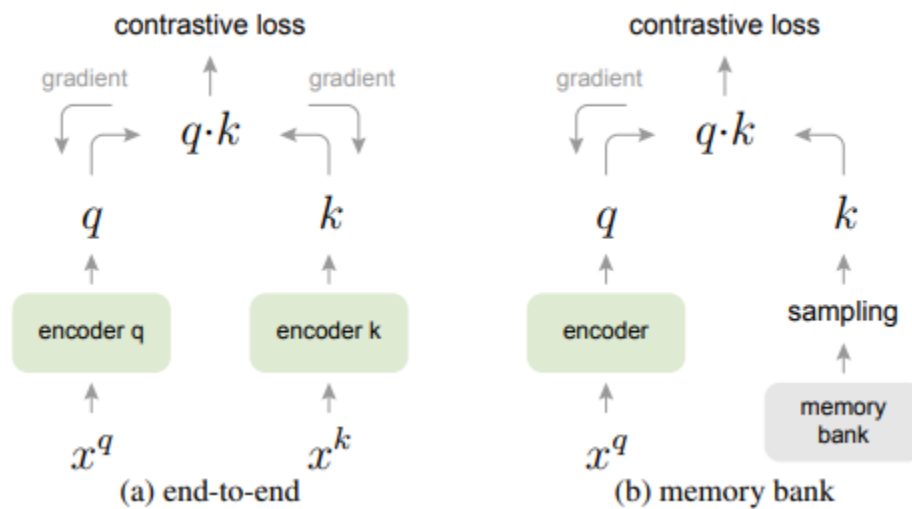 contrastive loss
gradient
gradient
q·k
q
k
encoder q
encoder k
x^q
x^k
(a) end-to-end
contrastive loss
gradient
q·k
q
k
sampling
encoder
memory
bank
x^q
(b) memory bank